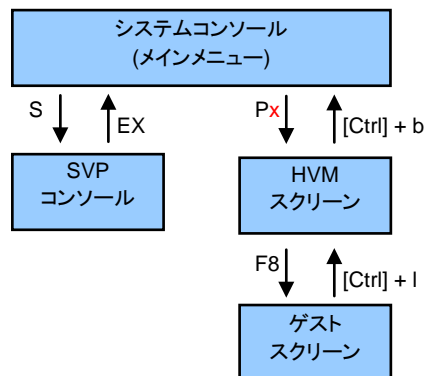 システムコンソール
(メインメニュー)
S
EX
Px
[Ctrl] + b
SVP
コンソール
HVM
スクリーン
F8
[Ctrl] + l
ゲスト
スクリーン